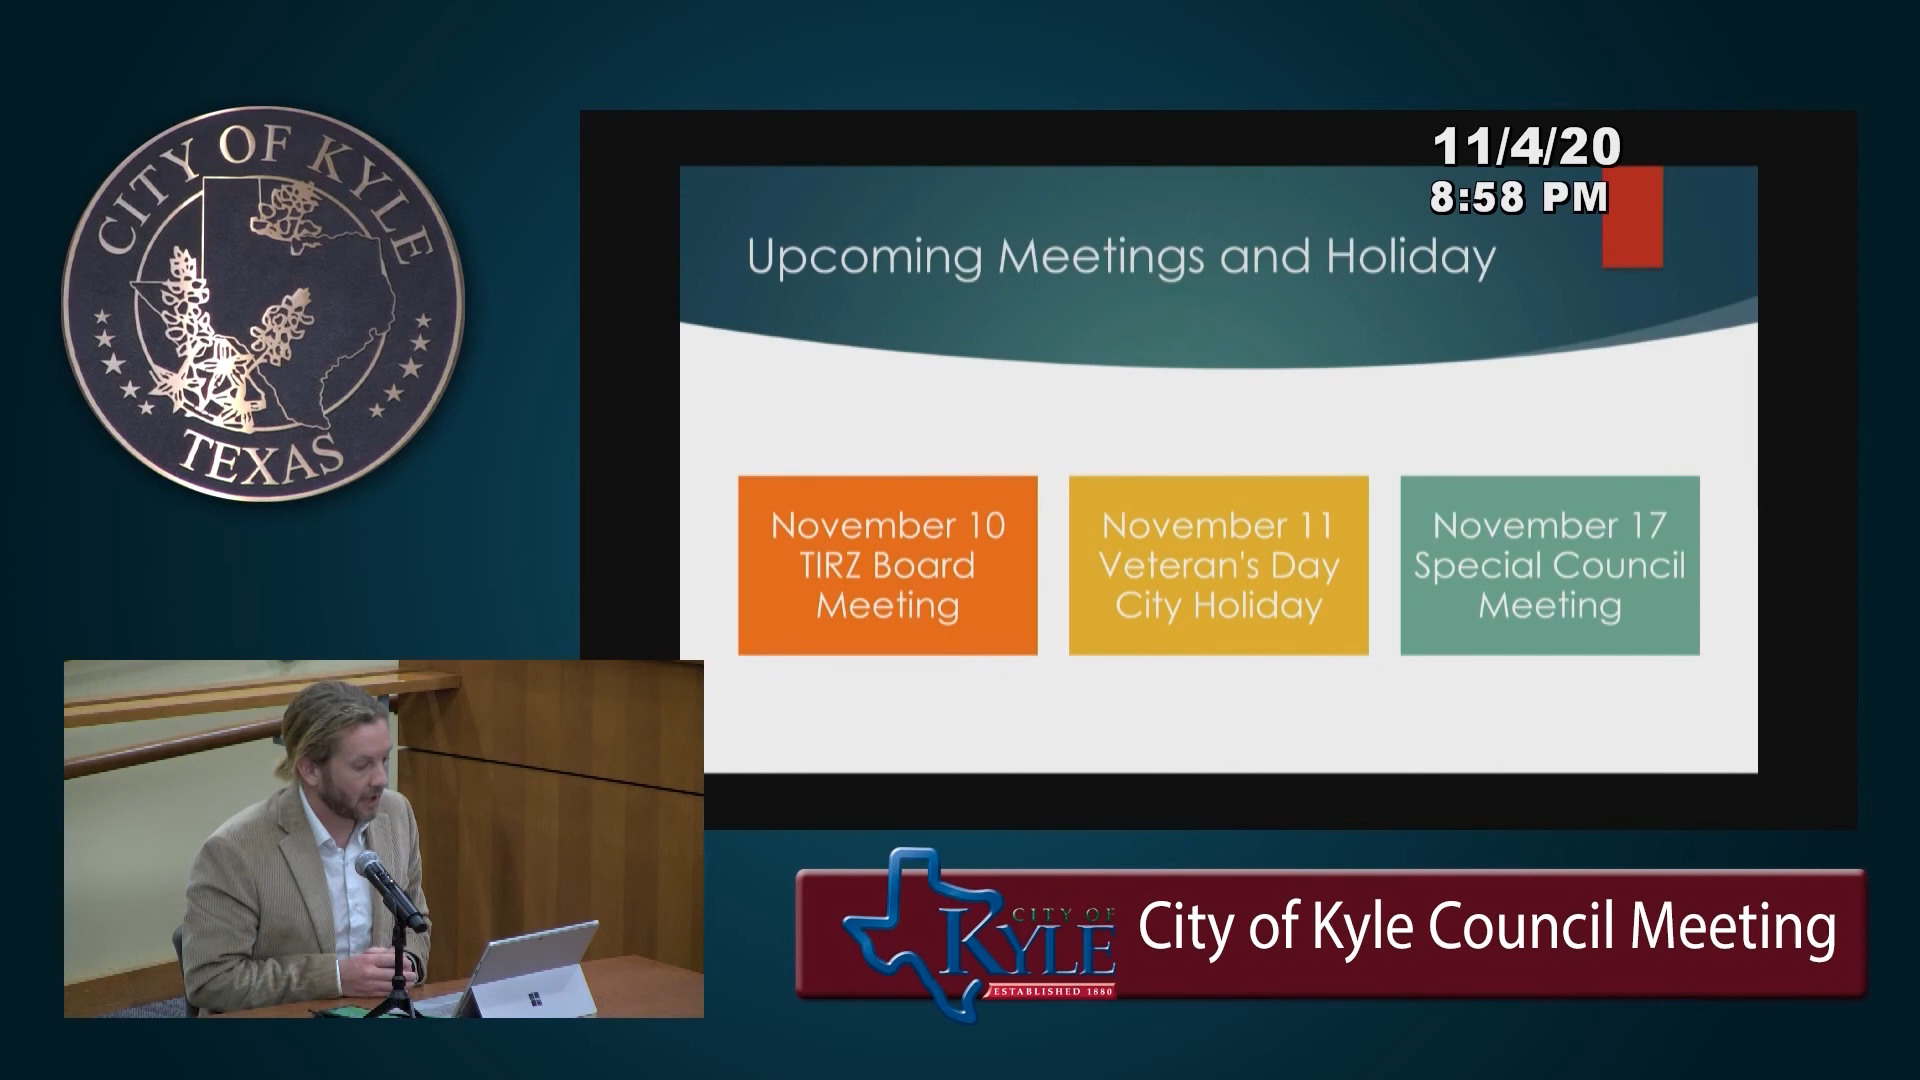 CITY OF KYLE
TEXAS
11/4/20
8:58 PM
Upcoming Meetings and Holiday
November 10
TIRZ Board
Meeting
November 11
Veteran's Day
City Holiday
November 17
Special Council
Meeting
CITY OF
KYLE
ESTABLISHED 1880
City of Kyle Council Meeting